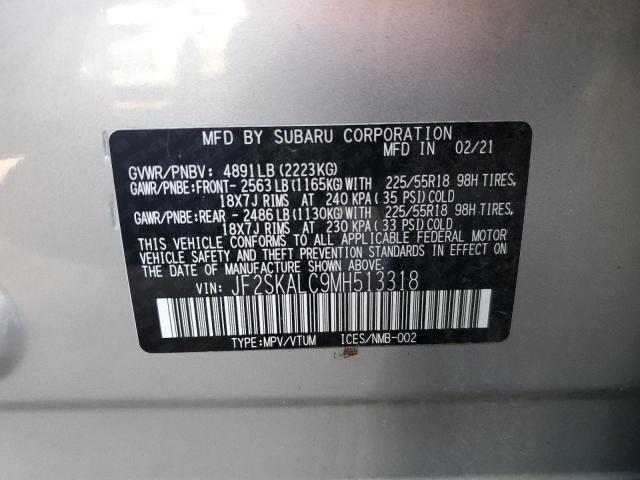 MFD BY SUBARU CORPORATION
MFD IN 02/21
GVWR/PNBV: 4891LB(2223KG)
GAWR/PNBE:FRONT- 2563LB(1165KG)WITH 225/55R18 98H TIRES,
18X7J RIMS AT 240 KPA(35 PSI)COLD
GAWR/PNBE:REAR - 2486LB(1130KG)WITH 225/55R18 98H TIRES,
18X7J RIMS AT 230 KPA(33 PSI)COLD
THIS VEHICLE CONFORMS TO ALL APPLICABLE FEDERAL MOTOR
VEHICLE SAFETY AND THEFT PREVENTION STANDARDS IN EFFECT ON
THE DATE OF MANUFACTURE SHOWN ABOVE.
VIN: JF2SKALC9MH513318
TYPE:MPV/VTUM ICES/NMB-002